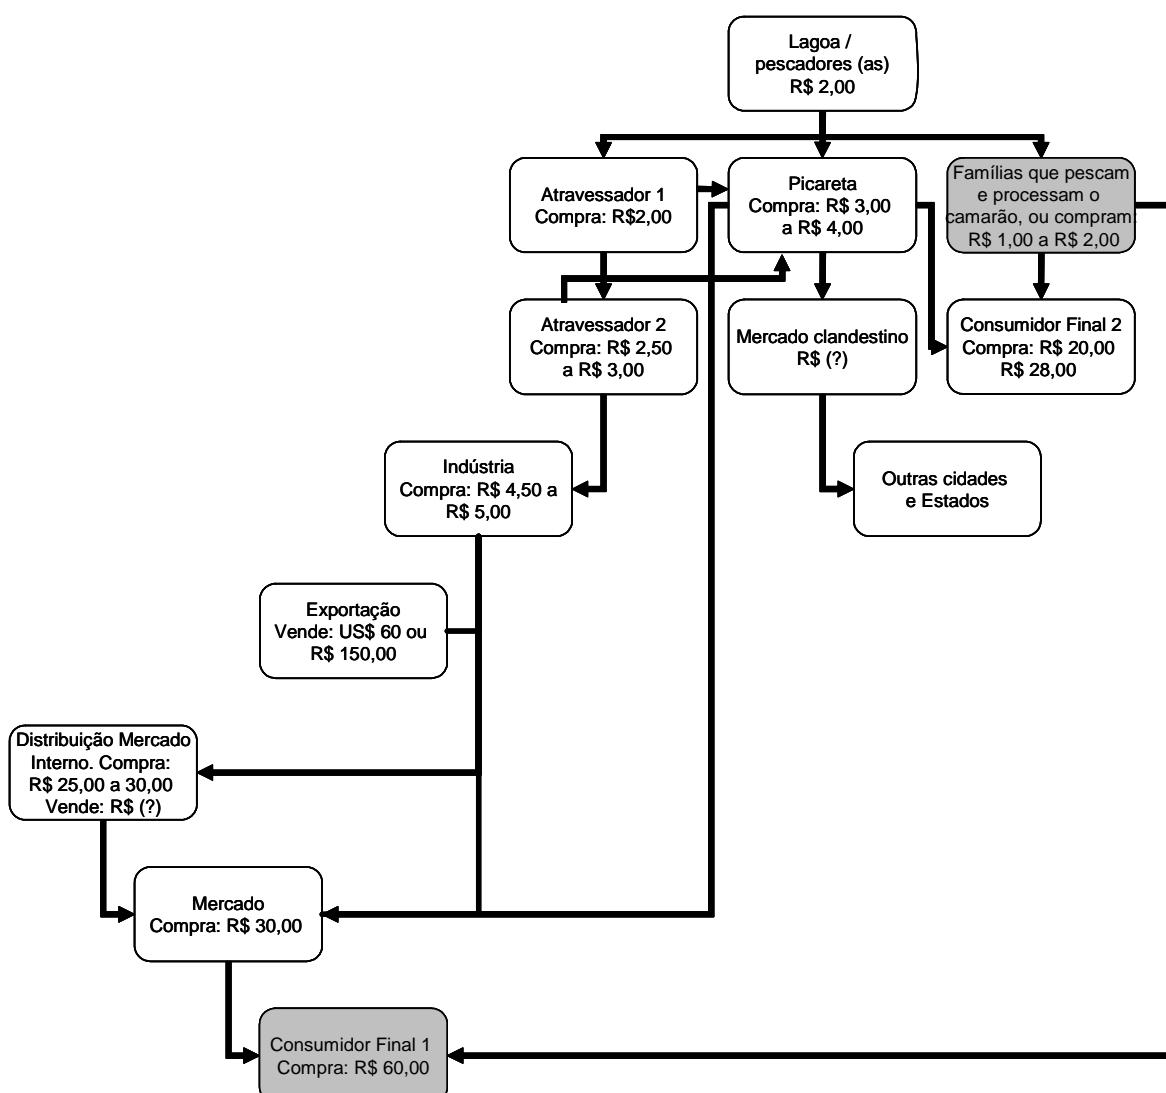 Lagoa /
pescadores (as)
R$ 2,00
Atravessador 1
Compra: R$2,00
Picareta
Compra: R$ 3,00
a R$ 4,00
Famílias que pescam
e processam o
camarão, ou compram:
R$ 1,00 a R$ 2,00
Atravessador 2
Compra: R$ 2,50
a R$ 3,00
Mercado clandestino
R$ (?)
Consumidor Final 2
Compra: R$ 20,00
R$ 28,00
Indústria
Compra: R$ 4,50 a
R$ 5,00
Outras cidades
e Estados
Exportação
Vende: US$ 60 ou
R$ 150,00
Distribuição Mercado
Interno. Compra:
R$ 25,00 a 30,00
Vende: R$ (?)
Mercado
Compra: R$ 30,00
Consumidor Final 1
Compra: R$ 60,00